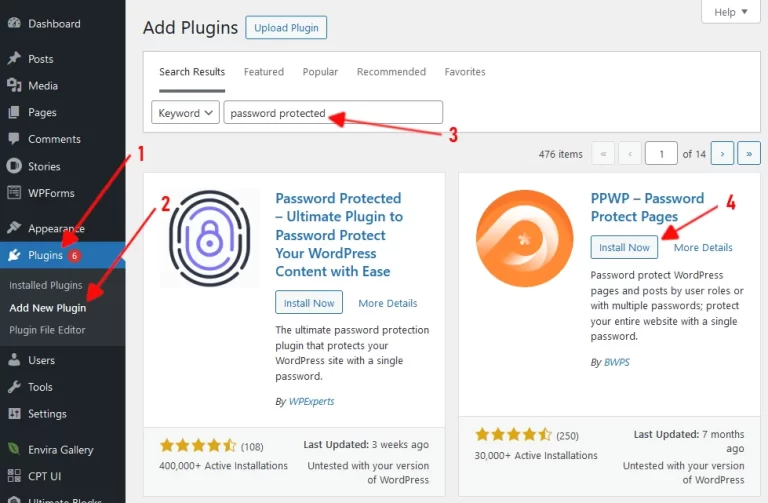 Dashboard
Posts
Media
Pages
Comments
Stories
WPForms
Appearance
Plugins 6
Installed Plugins
Add New Plugin
Plugin File Editor
Users
Tools
Settings
Envira Gallery
CPT UI
Ultimate Blocks
1
2
Help ▼
Add Plugins
Upload Plugin
Search Results Featured Popular Recommended Favorites
Keyword password protected
3
476 items « ‹ 1 of 14 › »
Password Protected
– Ultimate Plugin to
Password Protect
Your WordPress
Content with Ease
Install Now More Details
The ultimate password protection
plugin that protects your
WordPress site with a single
password.
By WPExperts
(108)
400,000+ Active Installations
Last Updated: 3 weeks ago
Untested with your version
of WordPress
PPWP – Password
Protect Pages
4
Install Now More Details
Password protect WordPress
pages and posts by user roles or
with multiple passwords; protect
your entire website with a single
password.
By BWPS
(250)
30,000+ Active Installations
Last Updated: 7 months
ago
Untested with your version
of WordPress